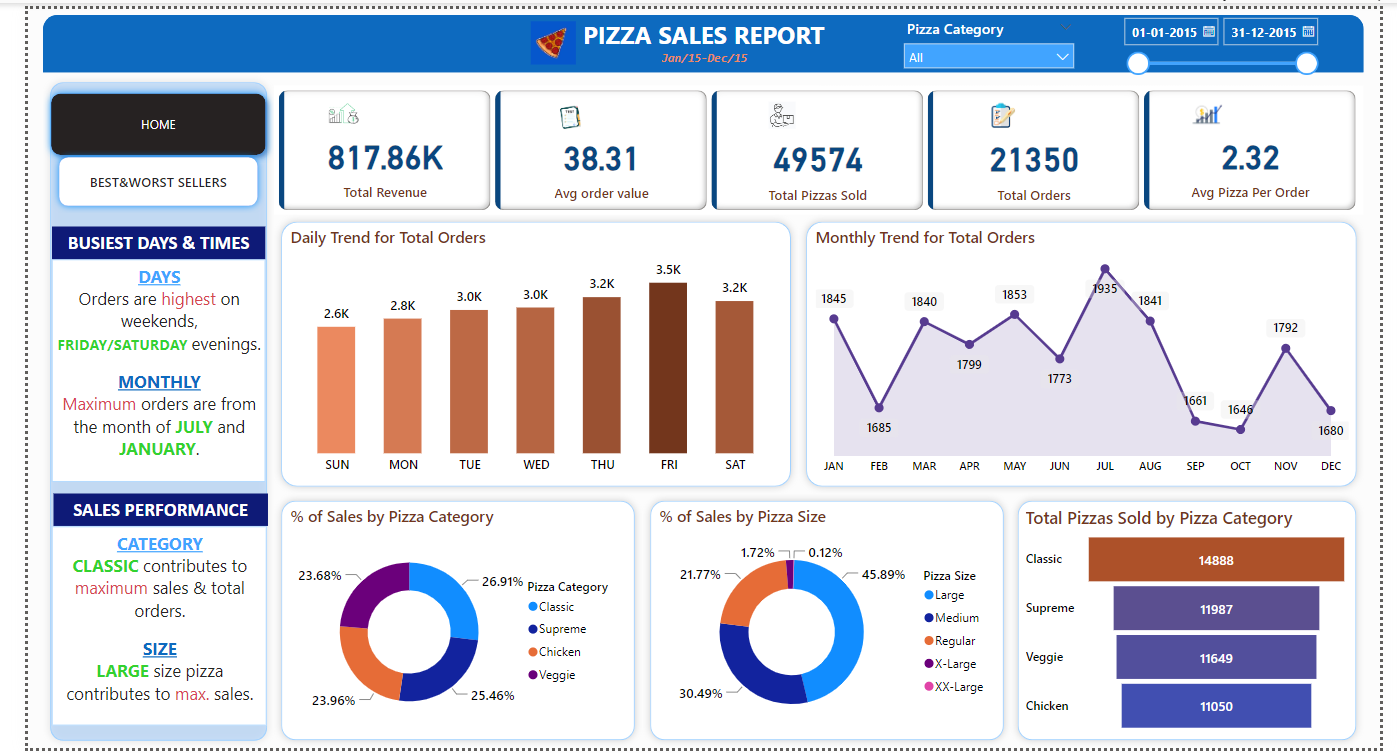 PIZZA SALES REPORT
Jan/15-Dec/15
Pizza Category
All
01-01-2015
31-12-2015
HOME
BEST&WORST SELLERS
BUSIEST DAYS & TIMES
DAYS
Orders are highest on
weekends,
FRIDAY/SATURDAY evenings.
MONTHLY
Maximum orders are from
the month of JULY and
JANUARY.
SALES PERFORMANCE
CATEGORY
CLASSIC contributes to
maximum sales & total
orders.
SIZE
LARGE size pizza
contributes to max. sales.
817.86K
Total Revenue
38.31
Avg order value
49574
Total Pizzas Sold
21350
Total Orders
2.32
Avg Pizza Per Order
Daily Trend for Total Orders
2.6K
2.8K
3.0K
3.0K
3.2K
3.5K
3.2K
SUN
MON
TUE
WED
THU
FRI
SAT
Monthly Trend for Total Orders
1845
1685
1840
1799
1853
1773
1935
1841
1661
1646
1792
1680
JAN
FEB
MAR
APR
MAY
JUN
JUL
AUG
SEP
OCT
NOV
DEC
% of Sales by Pizza Category
23.68%
26.91%
23.96%
25.46%
Pizza Category
Classic
Supreme
Chicken
Veggie
% of Sales by Pizza Size
1.72%
0.12%
21.77%
45.89%
30.49%
Pizza Size
Large
Medium
Regular
X-Large
XX-Large
Total Pizzas Sold by Pizza Category
Classic
14888
Supreme
11987
Veggie
11649
Chicken
11050